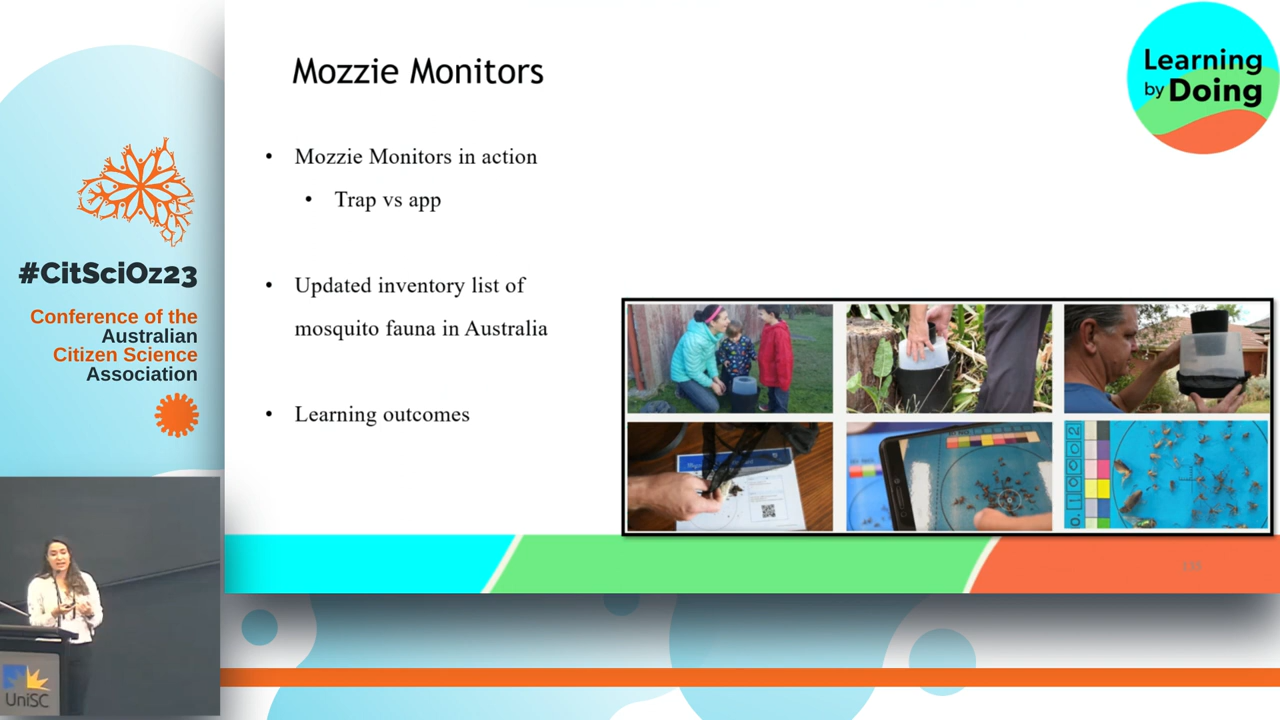 Mozzie Monitors
Learning
by Doing
• Mozzie Monitors in action
• Trap vs app
• Updated inventory list of
mosquito fauna in Australia
• Learning outcomes
#CitSciOz23
Conference of the
Australian
Citizen Science
Association
UniSC